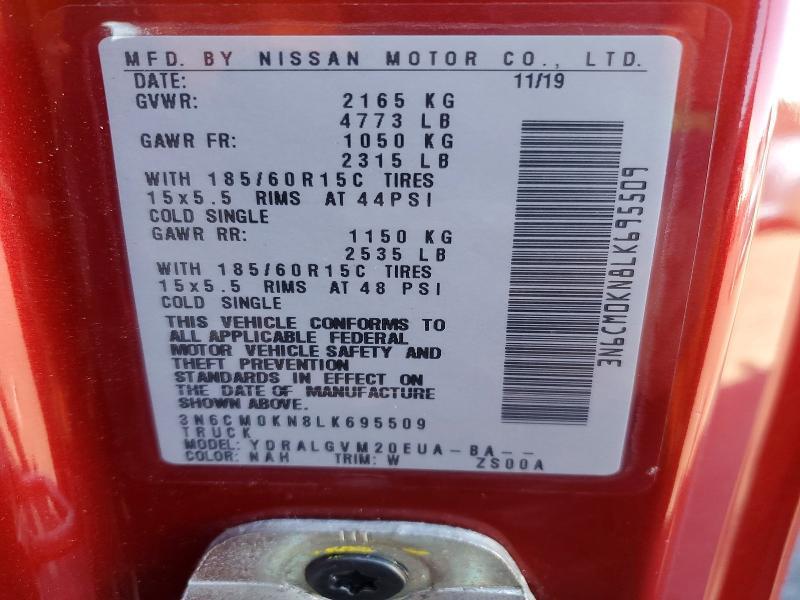 MFD. BY NISSAN MOTOR CO., LTD.
DATE: 11/19
GVWR: 2165 KG
4773 LB
GAWR FR: 1050 KG
2315 LB
WITH 185/60R15C TIRES
15x5.5 RIMS AT 44PSI
COLD SINGLE
GAWR RR: 1150 KG
2535 LB
WITH 185/60R15C TIRES
15x5.5 RIMS AT 48 PSI
COLD SINGLE
THIS VEHICLE CONFORMS TO
ALL APPLICABLE FEDERAL
MOTOR VEHICLE SAFETY AND
THEFT PREVENTION
STANDARDS IN EFFECT ON
THE DATE OF MANUFACTURE
SHOWN ABOVE.
3N6CM0KN8LK695509
TRUCK
MODEL: YDRALGVM20EUA-BA--
COLOR: NAH TRIM: W ZS00A
3N6CM0KN8LK695509